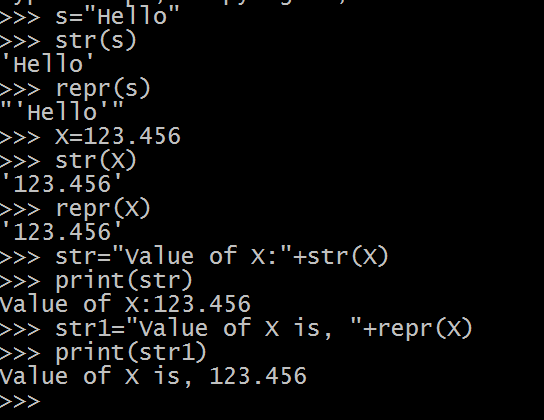 >>> s="Hello"
>>> str(s)
'Hello'
>>> repr(s)
"'Hello'"
>>> X=123.456
>>> str(X)
'123.456'
>>> repr(X)
'123.456'
>>> str="Value of X:"+str(X)
>>> print(str)
Value of X:123.456
>>> str1="Value of X is, "+repr(X)
>>> print(str1)
Value of X is, 123.456
>>>